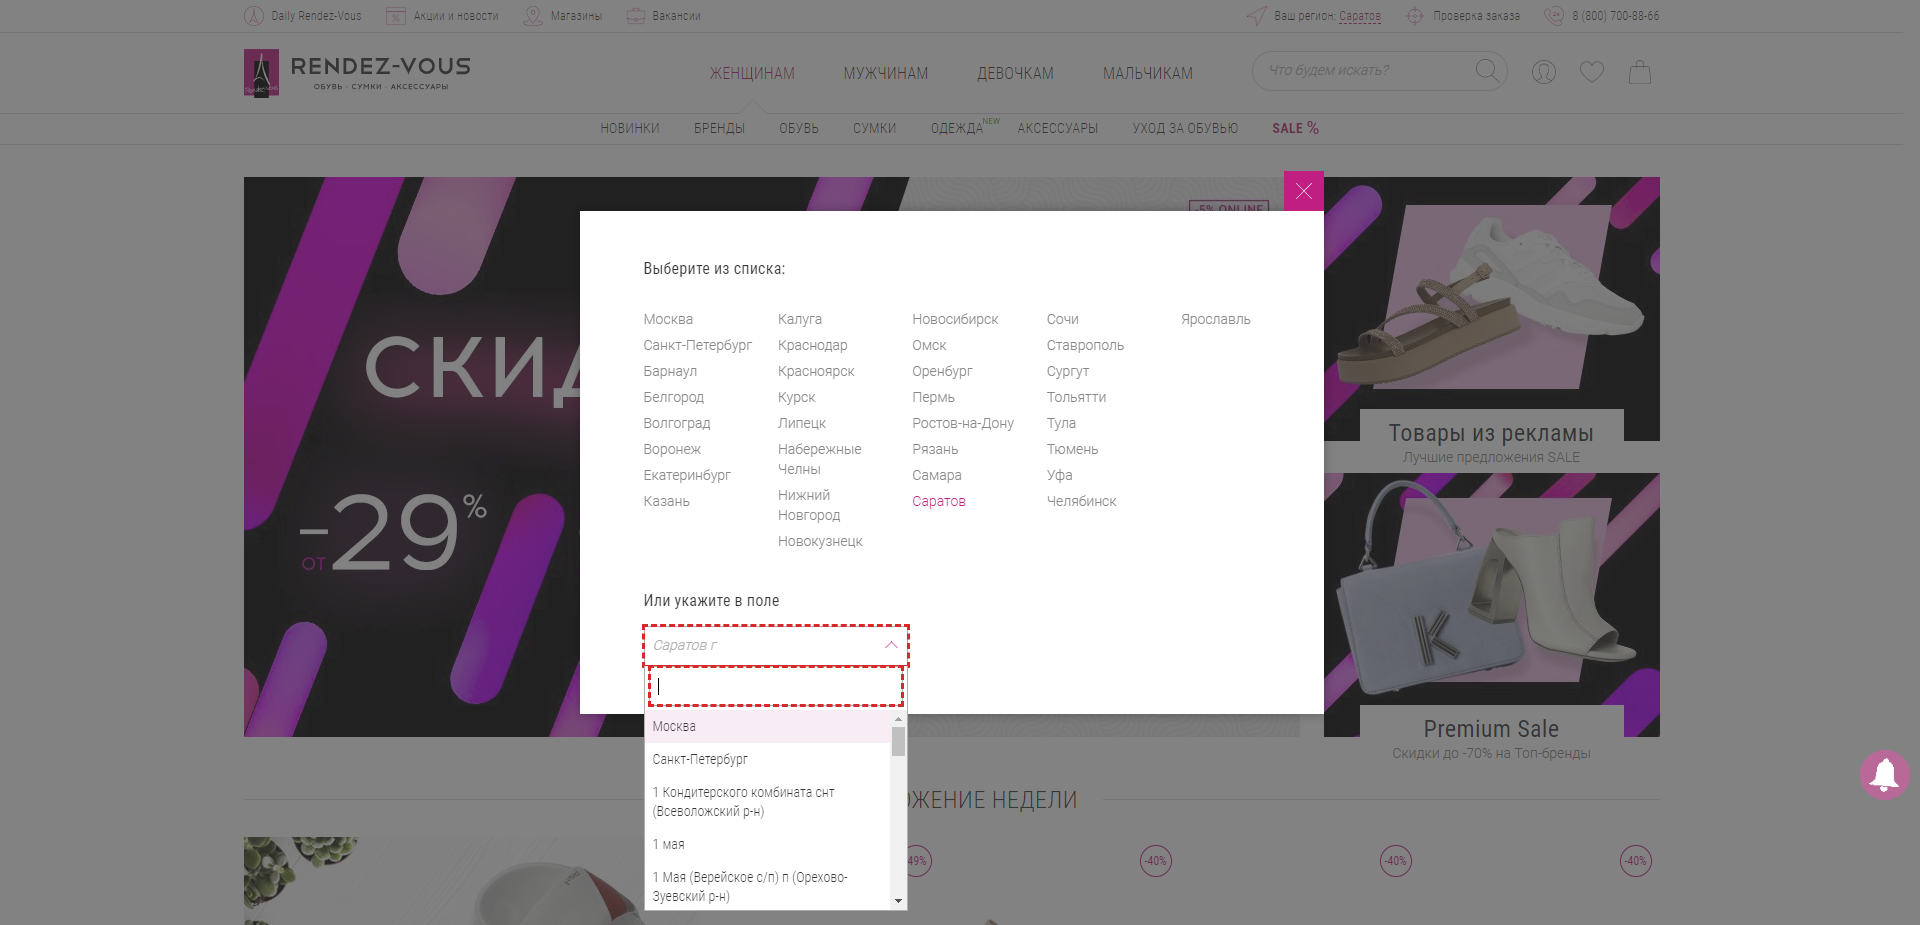 Daily Rendez-Vous
Акции и новости
Магазины
Вакансии
Ваш регион: Саратов
Проверка заказа
8 (800) 700-88-66
RENDEZ-VOUS
ОБУВЬ · СУМКИ · АКСЕССУАРЫ
ЖЕНЩИНАМ
МУЖЧИНАМ
ДЕВОЧКАМ
МАЛЬЧИКАМ
Что будем искать?
НОВИНКИ
БРЕНДЫ
ОБУВЬ
СУМКИ
ОДЕЖДА NEW
АКСЕССУАРЫ
УХОД ЗА ОБУВЬЮ
SALE %
-5% ONLINE
СКИД
от -29%
Выберите из списка:
Москва
Санкт-Петербург
Барнаул
Белгород
Волгоград
Воронеж
Екатеринбург
Казань
Калуга
Краснодар
Красноярск
Курск
Липецк
Набережные
Челны
Нижний
Новгород
Новокузнецк
Новосибирск
Омск
Оренбург
Пермь
Ростов-на-Дону
Рязань
Самара
Саратов
Сочи
Ставрополь
Сургут
Тольятти
Тула
Тюмень
Уфа
Челябинск
Ярославль
Или укажите в поле
Саратов г
Москва
Санкт-Петербург
1 Кондитерского комбината снт
(Всеволожский р-н)
1 мая
1 Мая (Верейское с/п) п (Орехово-
Зуевский р-н)
Товары из рекламы
Лучшие предложения SALE
K
Premium Sale
Скидки до -70% на Топ-бренды
ОЖЕНИЕ НЕДЕЛИ
49%
-40%
-40%
-40%